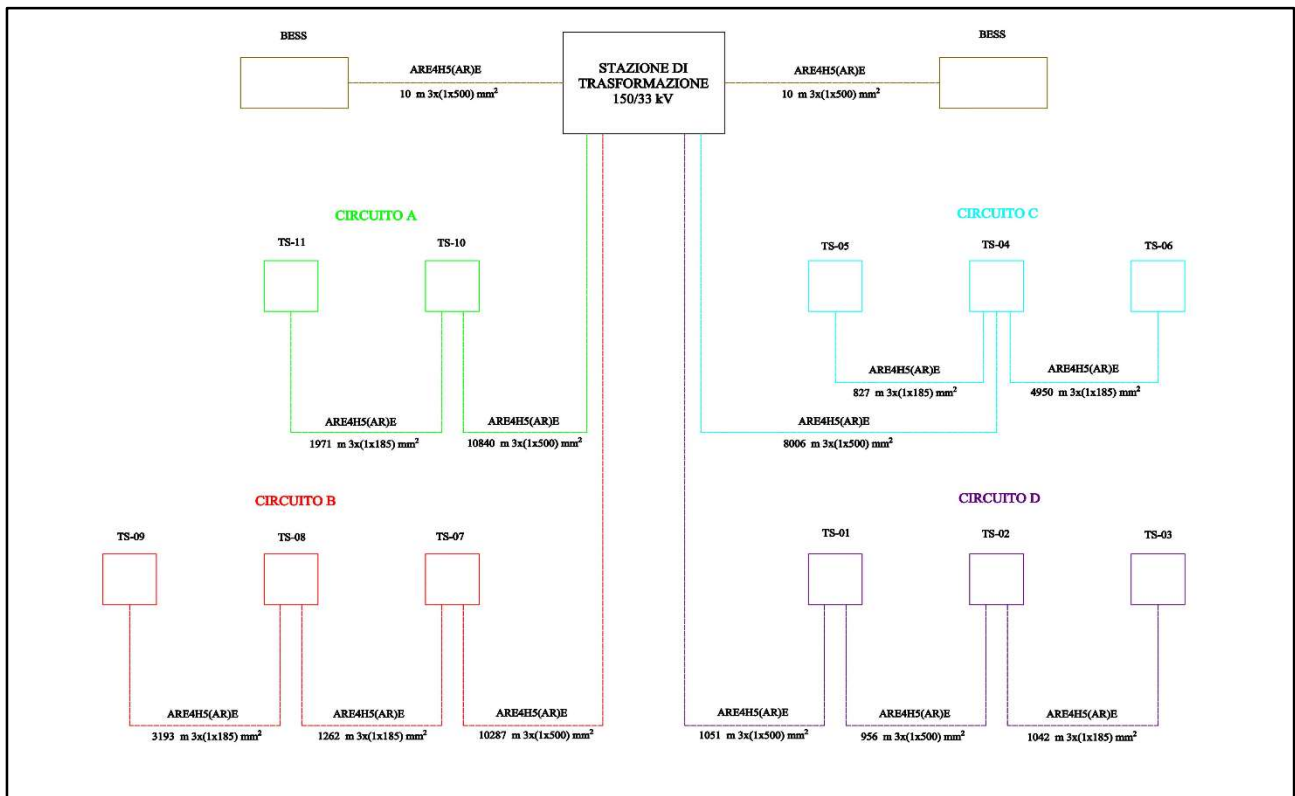 BESS
BESS
ARE4H5(AR)E
10 m 3x(1x500) mm²
STAZIONE DI
TRASFORMAZIONE
150/33 kV
ARE4H5(AR)E
10 m 3x(1x500) mm²
CIRCUITO A
TS-11
TS-10
ARE4H5(AR)E
1971 m 3x(1x185) mm²
ARE4H5(AR)E
10840 m 3x(1x500) mm²
CIRCUITO C
TS-05
TS-04
TS-06
ARE4H5(AR)E
827 m 3x(1x185) mm²
ARE4H5(AR)E
4950 m 3x(1x185) mm²
ARE4H5(AR)E
8006 m 3x(1x500) mm²
CIRCUITO B
TS-09
TS-08
TS-07
ARE4H5(AR)E
3193 m 3x(1x185) mm²
ARE4H5(AR)E
1262 m 3x(1x185) mm²
ARE4H5(AR)E
10287 m 3x(1x500) mm²
CIRCUITO D
TS-01
TS-02
TS-03
ARE4H5(AR)E
1051 m 3x(1x500) mm²
ARE4H5(AR)E
956 m 3x(1x500) mm²
ARE4H5(AR)E
1042 m 3x(1x185) mm²